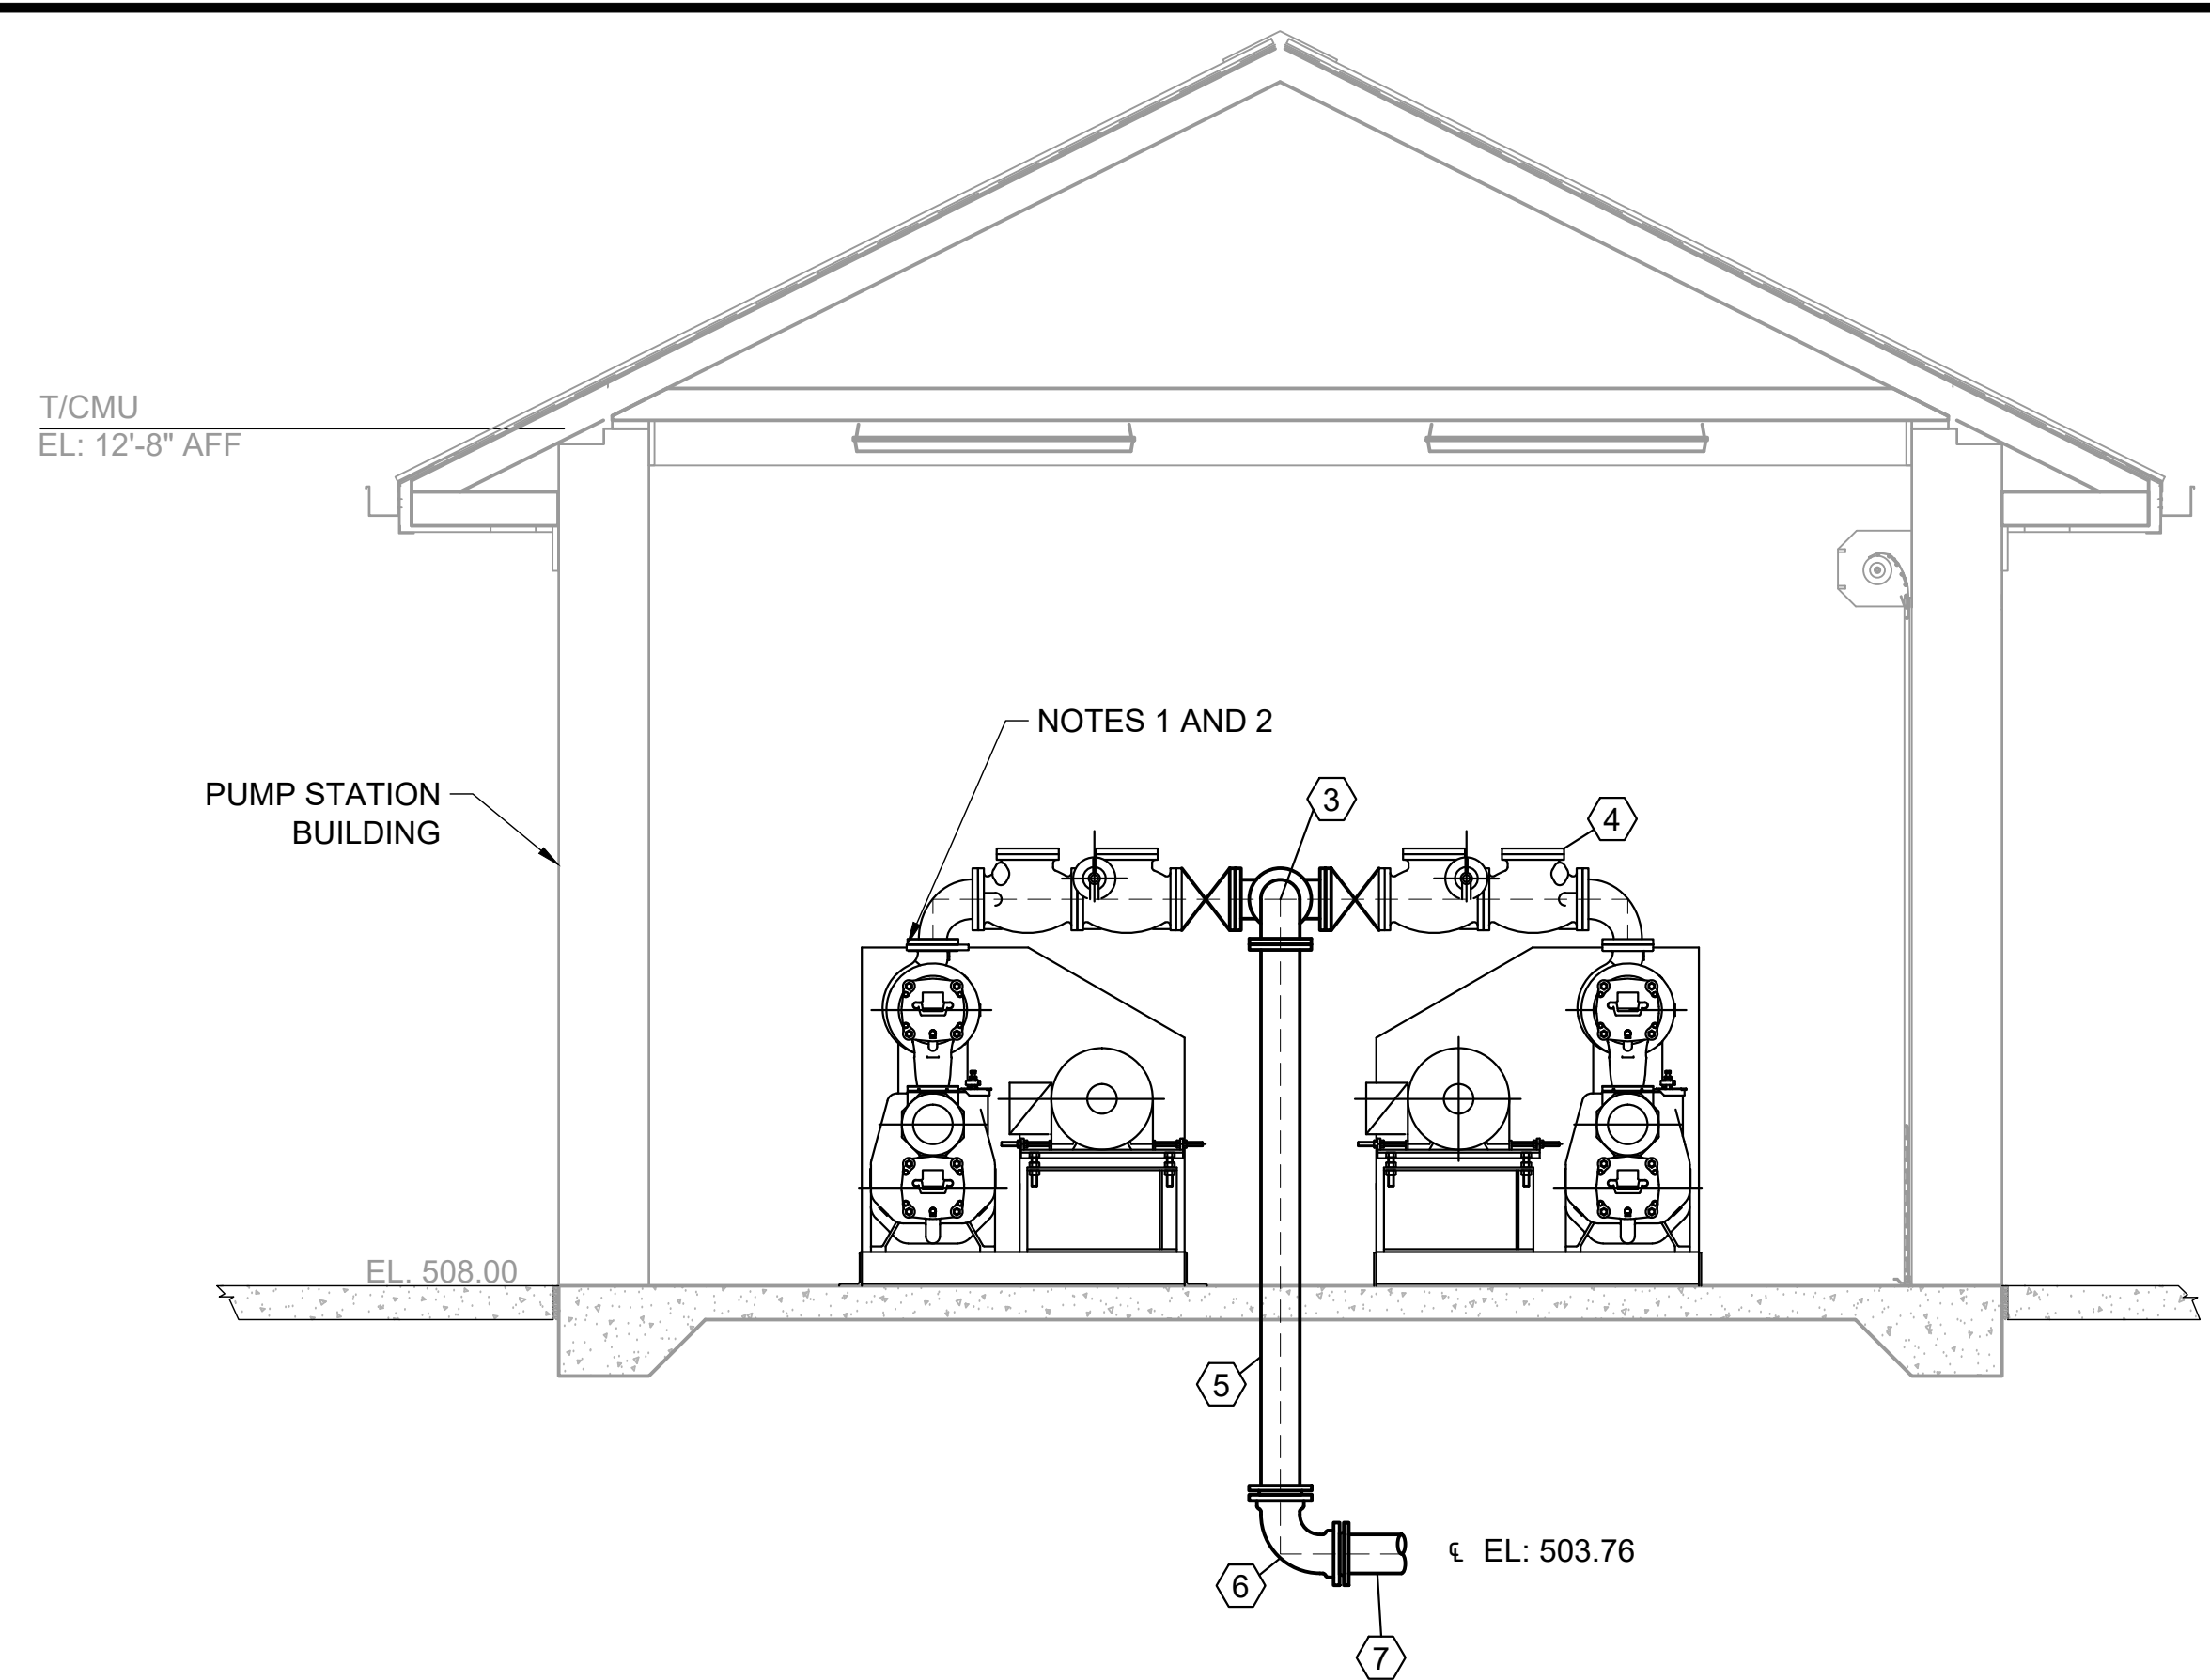 T/CMU
EL: 12'-8" AFF
NOTES 1 AND 2
PUMP STATION
BUILDING
3
4
EL. 508.00
5
℄ EL: 503.76
6
7